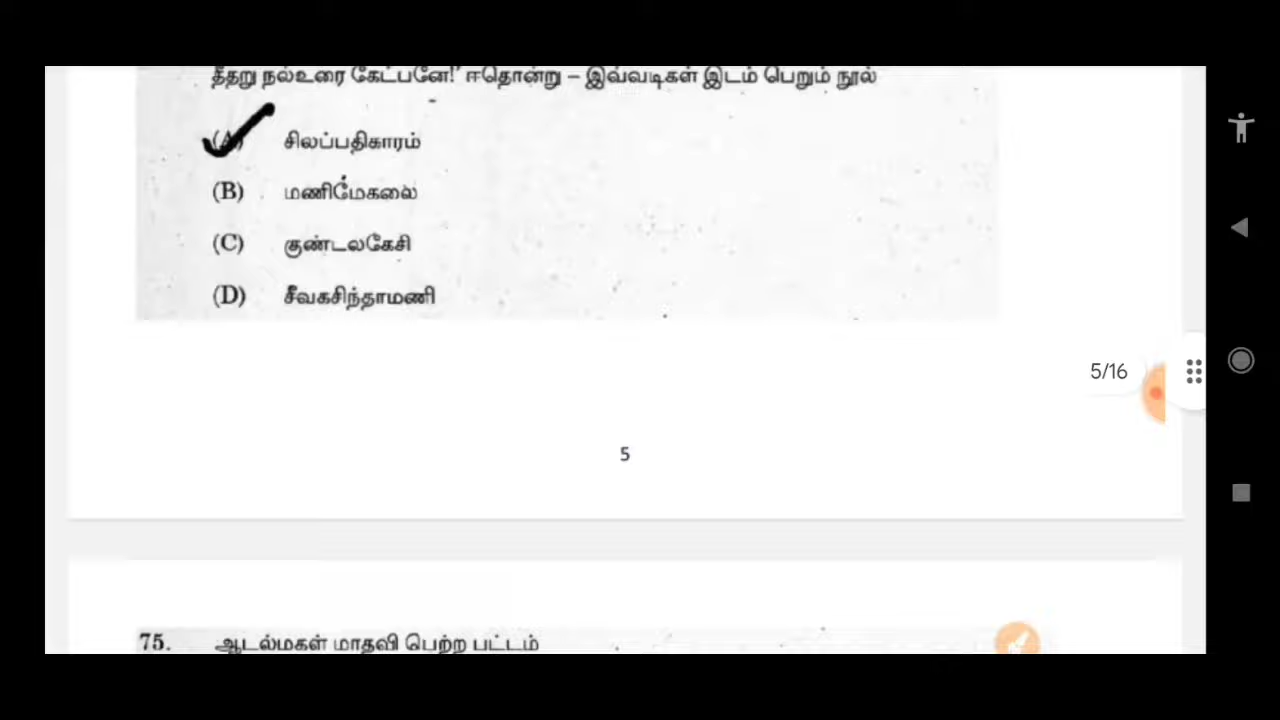 தீதறு நல்உரை கேட்பனே!' ஈதொன்று – இவ்வடிகள் இடம் பெறும் நூல்
(A) சிலப்பதிகாரம்
(B) மணிமேகலை
(C) குண்டலகேசி
(D) சீவகசிந்தாமணி
5/16
5
75. ஆடல்மகள் மாதவி பெற்ற பட்டம்